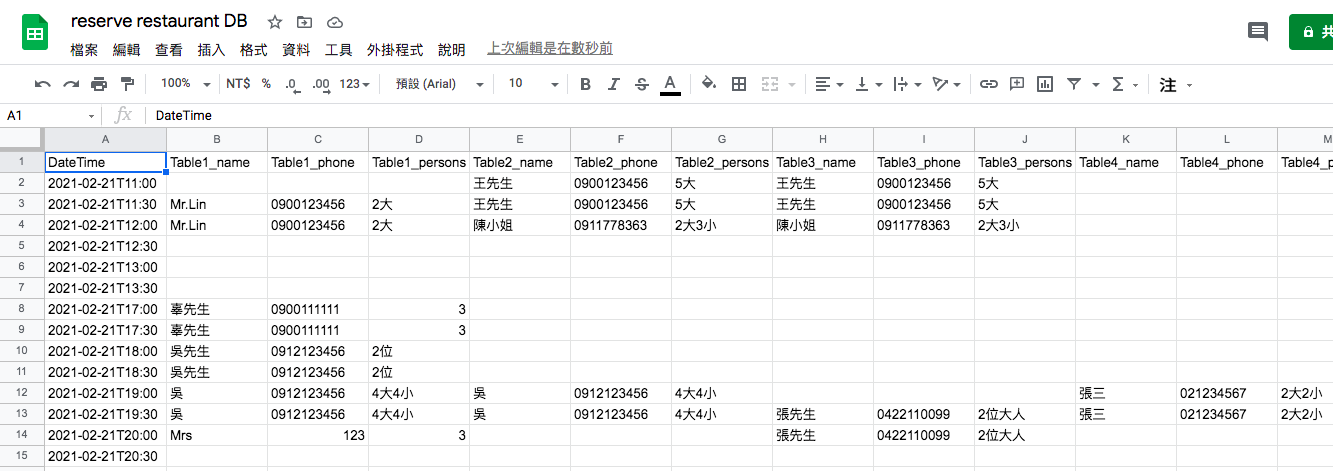 reserve restaurant DB
檔案 編輯 查看 插入 格式 資料 工具 外掛程式 說明 上次編輯是在數秒前
100% NT$ % .0 .00 123 預設 (Arial) 10 B I S A 注
A1 fx DateTime
A B C D E F G H I J K L M
1 DateTime Table1_name Table1_phone Table1_persons Table2_name Table2_phone Table2_persons Table3_name Table3_phone Table3_persons Table4_name Table4_phone
2 2021-02-21T11:00 王先生 0900123456 5大 王先生 0900123456 5大
3 2021-02-21T11:30 Mr.Lin 0900123456 2大 王先生 0900123456 5大 王先生 0900123456 5大
4 2021-02-21T12:00 Mr.Lin 0900123456 2大 陳小姐 0911778363 2大3小 陳小姐 0911778363 2大3小
5 2021-02-21T12:30
6 2021-02-21T13:00
7 2021-02-21T13:30
8 2021-02-21T17:00 辜先生 0900111111 3
9 2021-02-21T17:30 辜先生 0900111111 3
10 2021-02-21T18:00 吳先生 0912123456 2位
11 2021-02-21T18:30 吳先生 0912123456 2位
12 2021-02-21T19:00 吳 0912123456 4大4小 吳 0912123456 4大4小 張三 021234567 2大2小
13 2021-02-21T19:30 吳 0912123456 4大4小 吳 0912123456 4大4小 張先生 0422110099 2位大人 張三 021234567 2大2小
14 2021-02-21T20:00 Mrs 123 3 張先生 0422110099 2位大人
15 2021-02-21T20:30